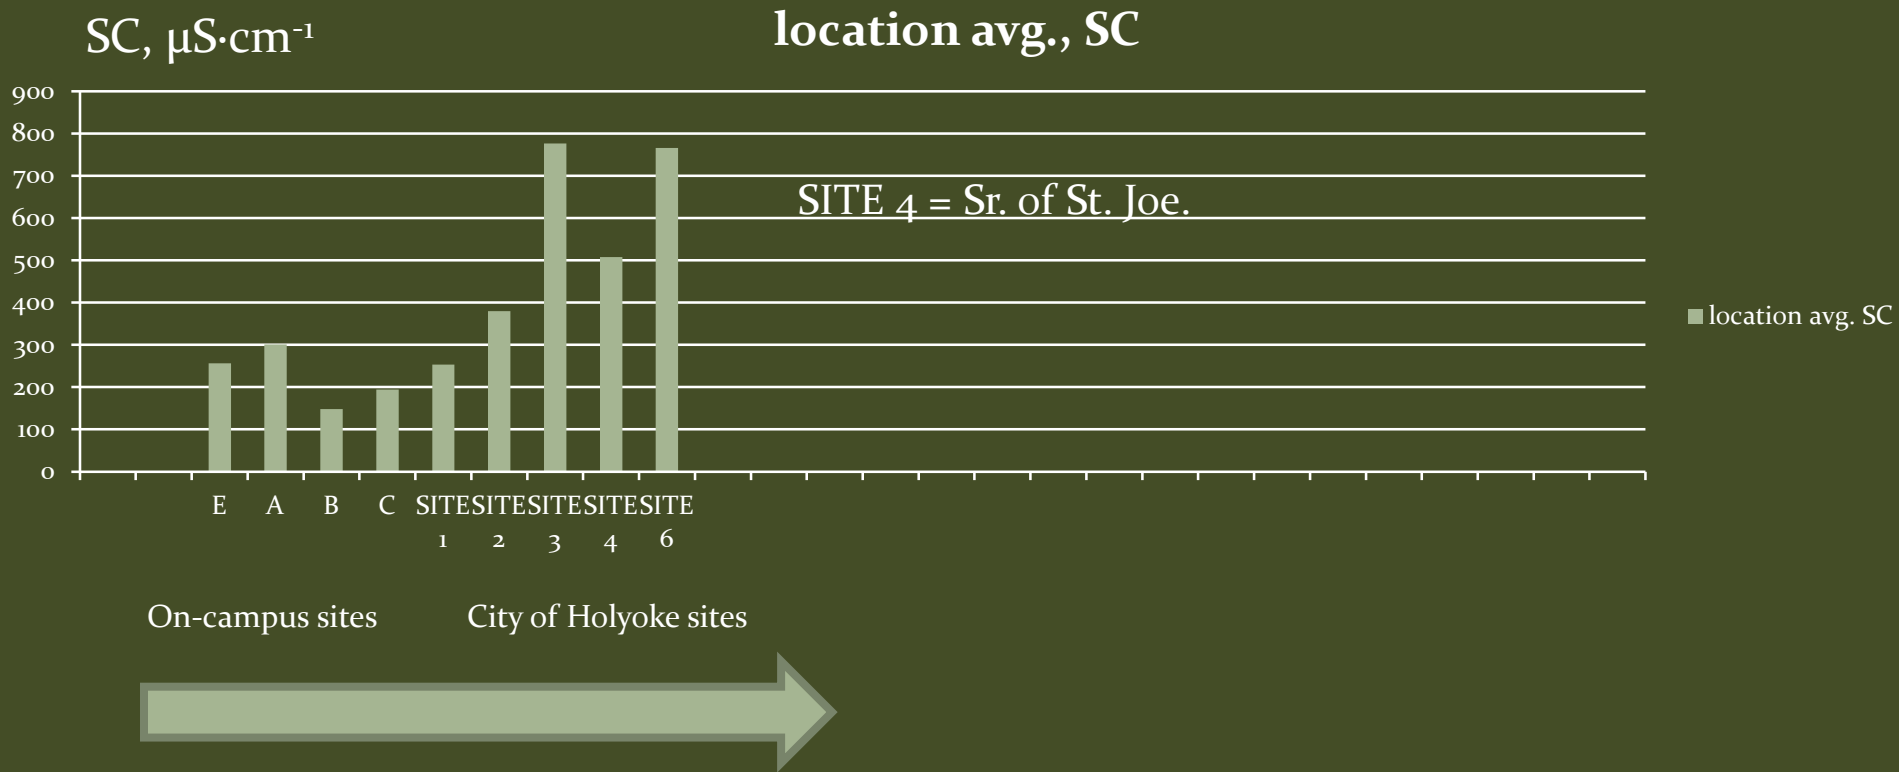 SC, μS·cm⁻¹
location avg., SC
900
800
700
600
500
400
300
200
100
0
SITE 4 = Sr. of St. Joe.
location avg. SC
E A B C SITE 1 SITE 2 SITE 3 SITE 4 SITE 6
On-campus sites
City of Holyoke sites